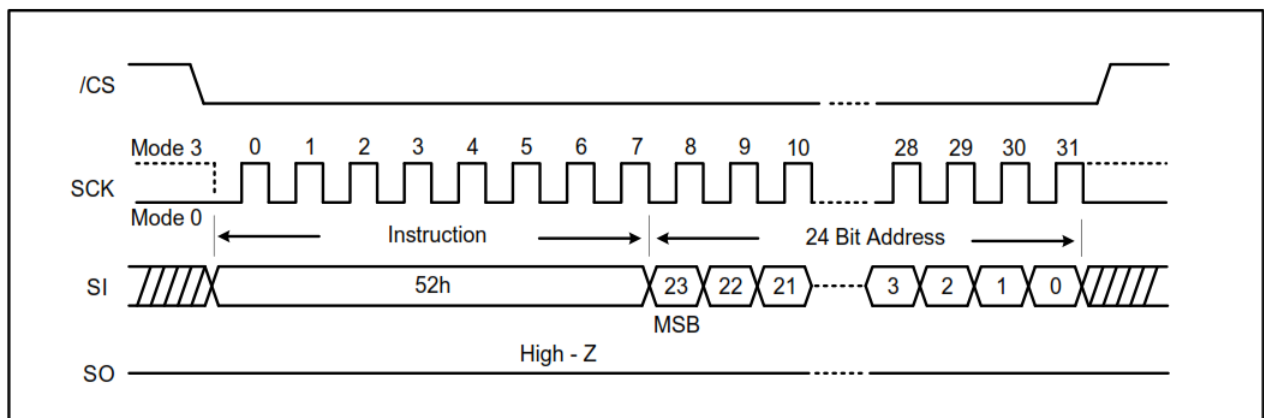 /CS
Mode 3 0 1 2 3 4 5 6 7 8 9 10 28 29 30 31
SCK
Mode 0
Instruction 24 Bit Address
SI 52h 23 22 21 3 2 1 0
MSB
High - Z
SO